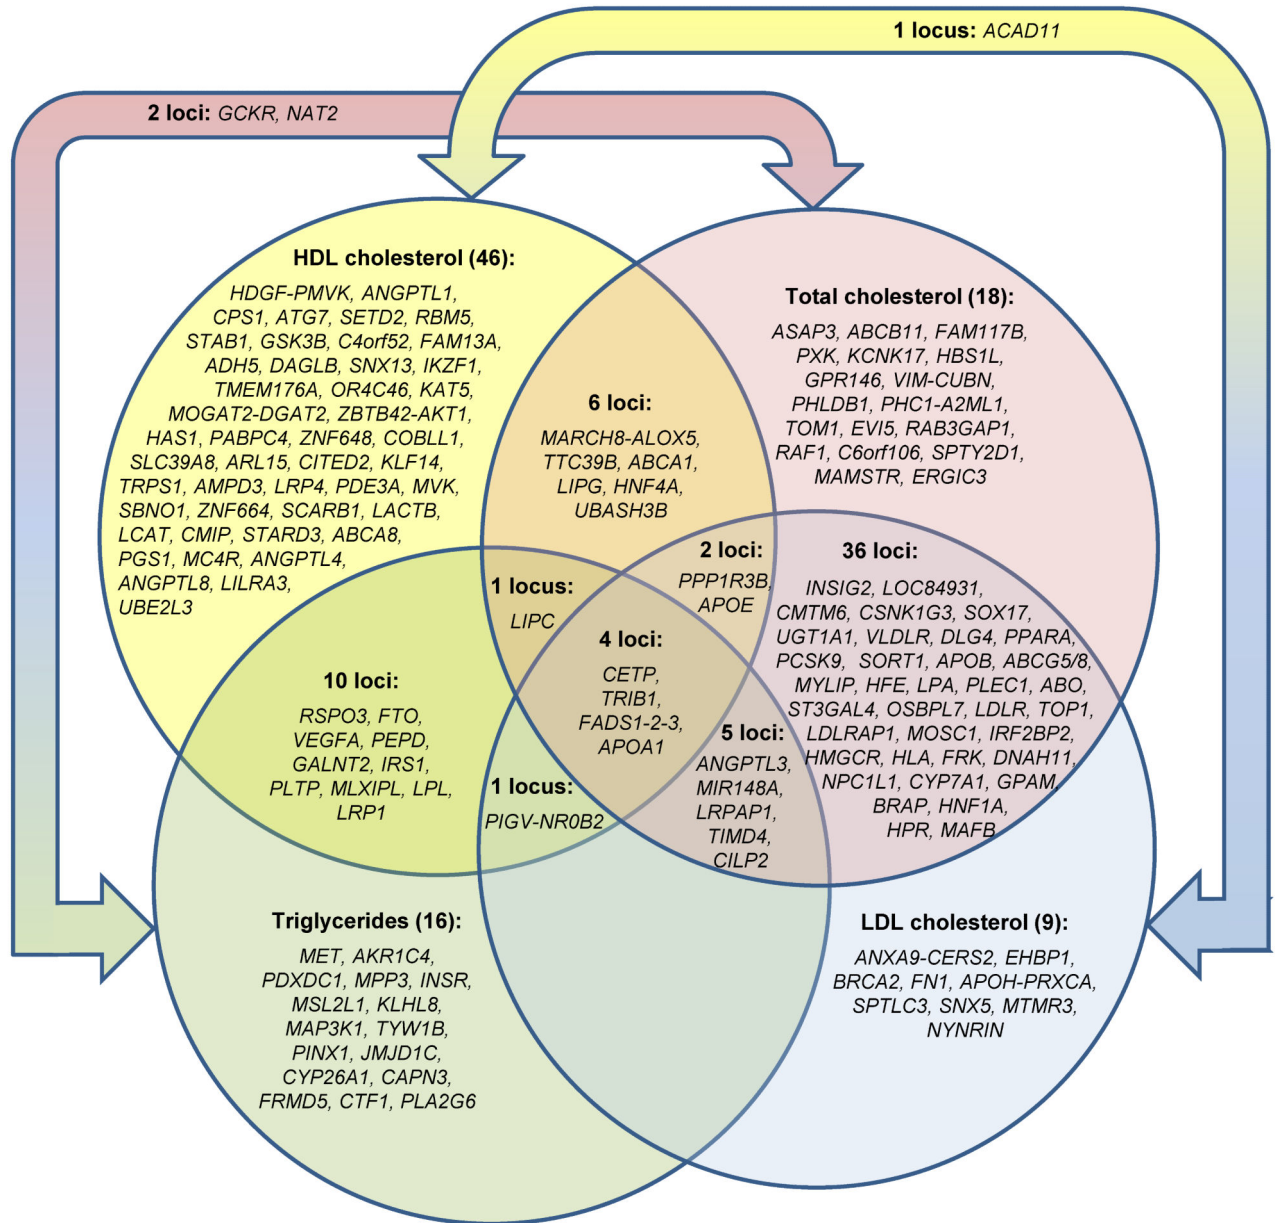 1 locus: ACAD11
2 loci: GCKR, NAT2
HDL cholesterol (46):
HDGF-PMVK, ANGPTL1,
CPS1, ATG7, SETD2, RBM5,
STAB1, GSK3B, C4orf52, FAM13A,
ADH5, DAGLB, SNX13, IKZF1,
TMEM176A, OR4C46, KAT5,
MOGAT2-DGAT2, ZBTB42-AKT1,
HAS1, PABPC4, ZNF648, COBLL1,
SLC39A8, ARL15, CITED2, KLF14,
TRPS1, AMPD3, LRP4, PDE3A, MVK,
SBNO1, ZNF664, SCARB1, LACTB,
LCAT, CMIP, STARD3, ABCA8,
PGS1, MC4R, ANGPTL4,
ANGPTL8, LILRA3,
UBE2L3
Total cholesterol (18):
ASAP3, ABCB11, FAM117B,
PXK, KCNK17, HBS1L,
GPR146, VIM-CUBN,
PHLDB1, PHC1-A2ML1,
TOM1, EVI5, RAB3GAP1,
RAF1, C6orf106, SPTY2D1,
MAMSTR, ERGIC3
6 loci:
MARCH8-ALOX5,
TTC39B, ABCA1,
LIPG, HNF4A,
UBASH3B
2 loci:
PPP1R3B,
APOE
36 loci:
INSIG2, LOC84931,
CMTM6, CSNK1G3, SOX17,
UGT1A1, VLDLR, DLG4, PPARA,
PCSK9, SORT1, APOB, ABCG5/8,
MYLIP, HFE, LPA, PLEC1, ABO,
ST3GAL4, OSBPL7, LDLR, TOP1,
LDLRAP1, MOSC1, IRF2BP2,
HMGCR, HLA, FRK, DNAH11,
NPC1L1, CYP7A1, GPAM,
BRAP, HNF1A,
HPR, MAFB
1 locus:
LIPC
4 loci:
CETP,
TRIB1,
FADS1-2-3,
APOA1
10 loci:
RSPO3, FTO,
VEGFA, PEPD,
GALNT2, IRS1,
PLTP, MLXIPL, LPL,
LRP1
5 loci:
ANGPTL3,
MIR148A,
LRPAP1,
TIMD4,
CILP2
1 locus:
PIGV-NR0B2
Triglycerides (16):
MET, AKR1C4,
PDXDC1, MPP3, INSR,
MSL2L1, KLHL8,
MAP3K1, TYW1B,
PINX1, JMJD1C,
CYP26A1, CAPN3,
FRMD5, CTF1, PLA2G6
LDL cholesterol (9):
ANXA9-CERS2, EHBP1,
BRCA2, FN1, APOH-PRXCA,
SPTLC3, SNX5, MTMR3,
NYNRIN